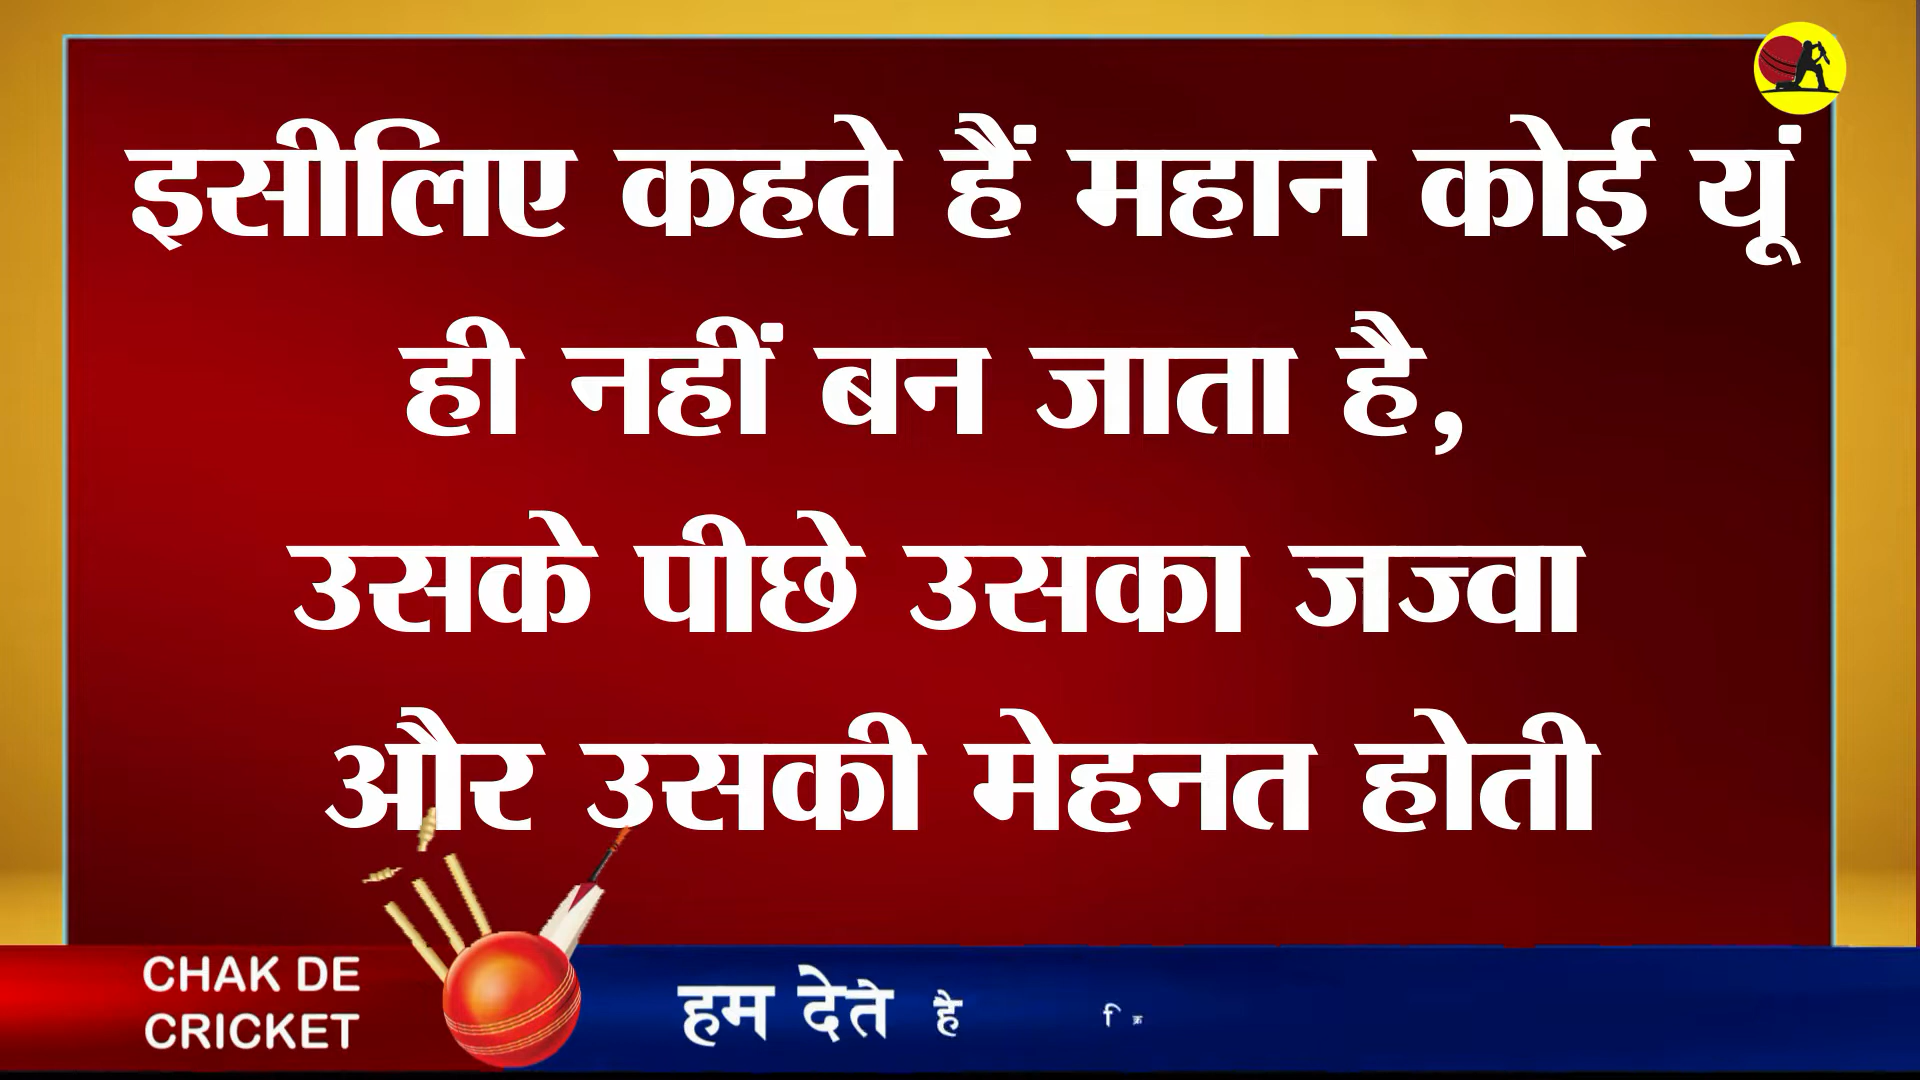 इसीलिए कहते हैं महान कोई यूं
ही नहीं बन जाता है,
उसके पीछे उसका जज्वा
और उसकी मेहनत होती
CHAK DE
CRICKET
हम देते है